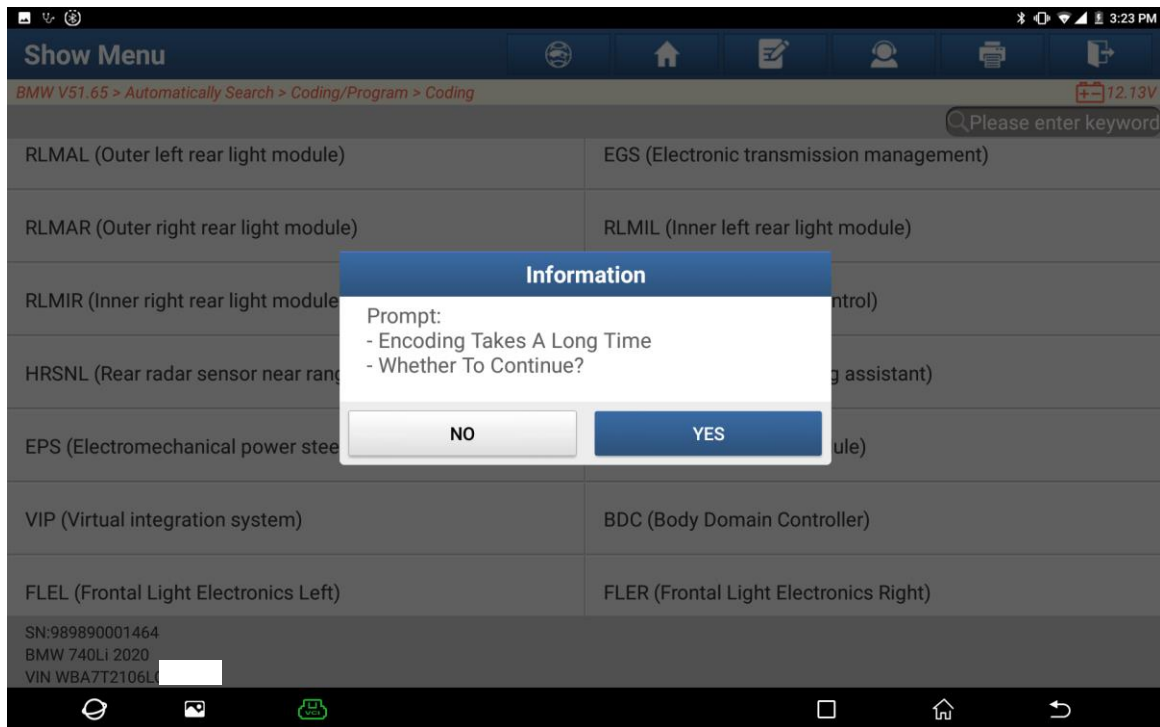 3:23 PM
Show Menu
BMW V51.65 > Automatically Search > Coding/Program > Coding
12.13V
Please enter keyword
RLMAL (Outer left rear light module)
EGS (Electronic transmission management)
RLMAR (Outer right rear light module)
RLMIL (Inner left rear light module)
RLMIR (Inner right rear light module
ntrol)
HRSNL (Rear radar sensor near rang
assistant)
EPS (Electromechanical power stee
ule)
VIP (Virtual integration system)
BDC (Body Domain Controller)
FLEL (Frontal Light Electronics Left)
FLER (Frontal Light Electronics Right)
Information
Prompt:
- Encoding Takes A Long Time
- Whether To Continue?
NO
YES
SN:989890001464
BMW 740Li 2020
VIN WBA7T2106L
VCI